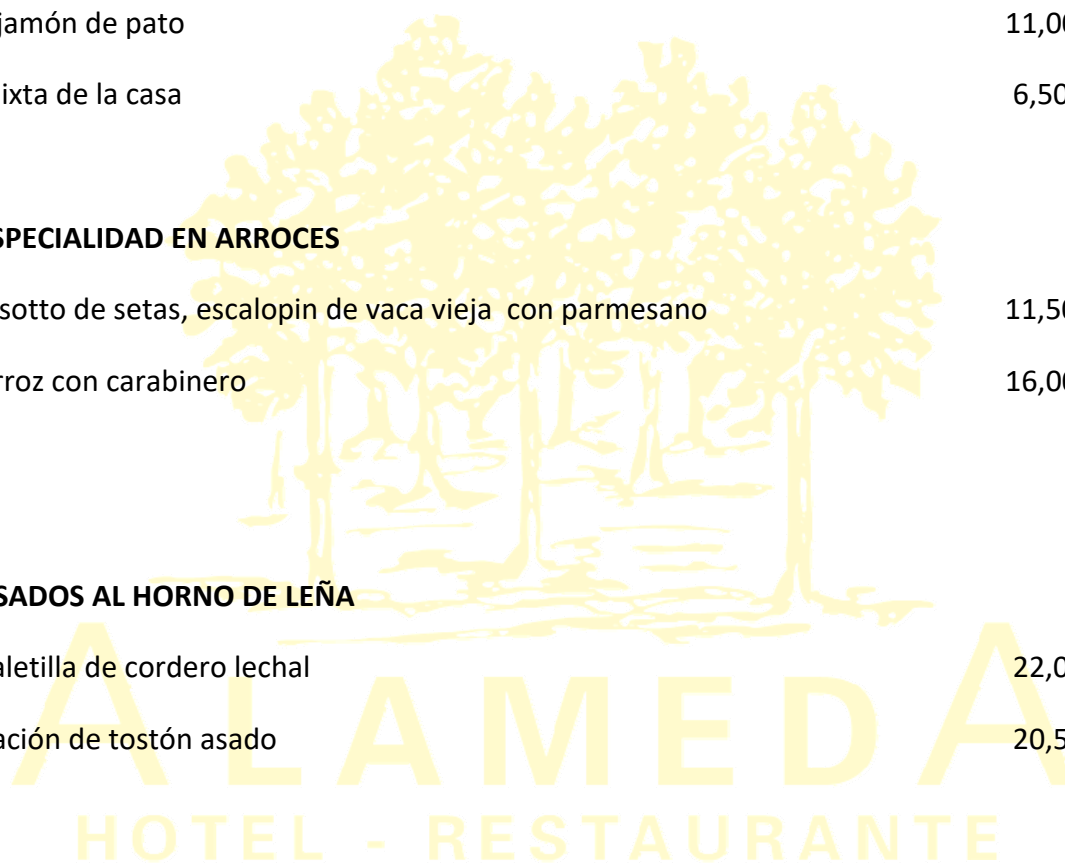 jamón de pato 11,00
ixta de la casa 6,50
SPECIALIDAD EN ARROCES
sotto de setas, escalopin de vaca vieja con parmesano 11,50
rroz con carabinero 16,00
SADOS AL HORNO DE LEÑA
aletilla de cordero lechal 22,0
ación de tostón asado 20,5
ALAMEDA
HOTEL - RESTAURANTE